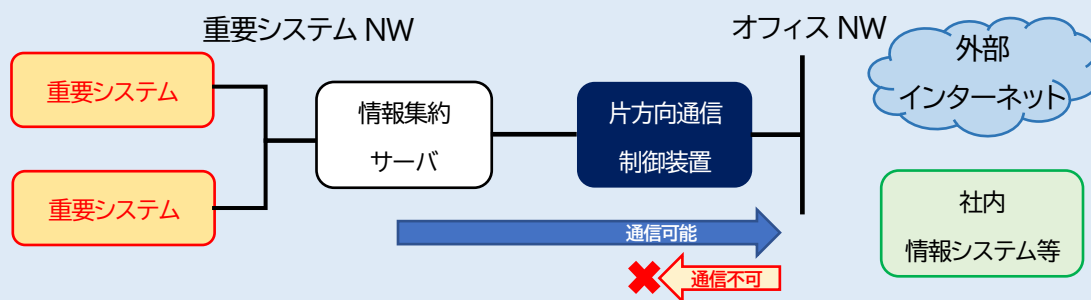 重要システム NW
オフィス NW
外部
インターネット
重要システム
情報集約
サーバ
片方向通信
制御装置
重要システム
社内
情報システム等
通信可能
通信不可